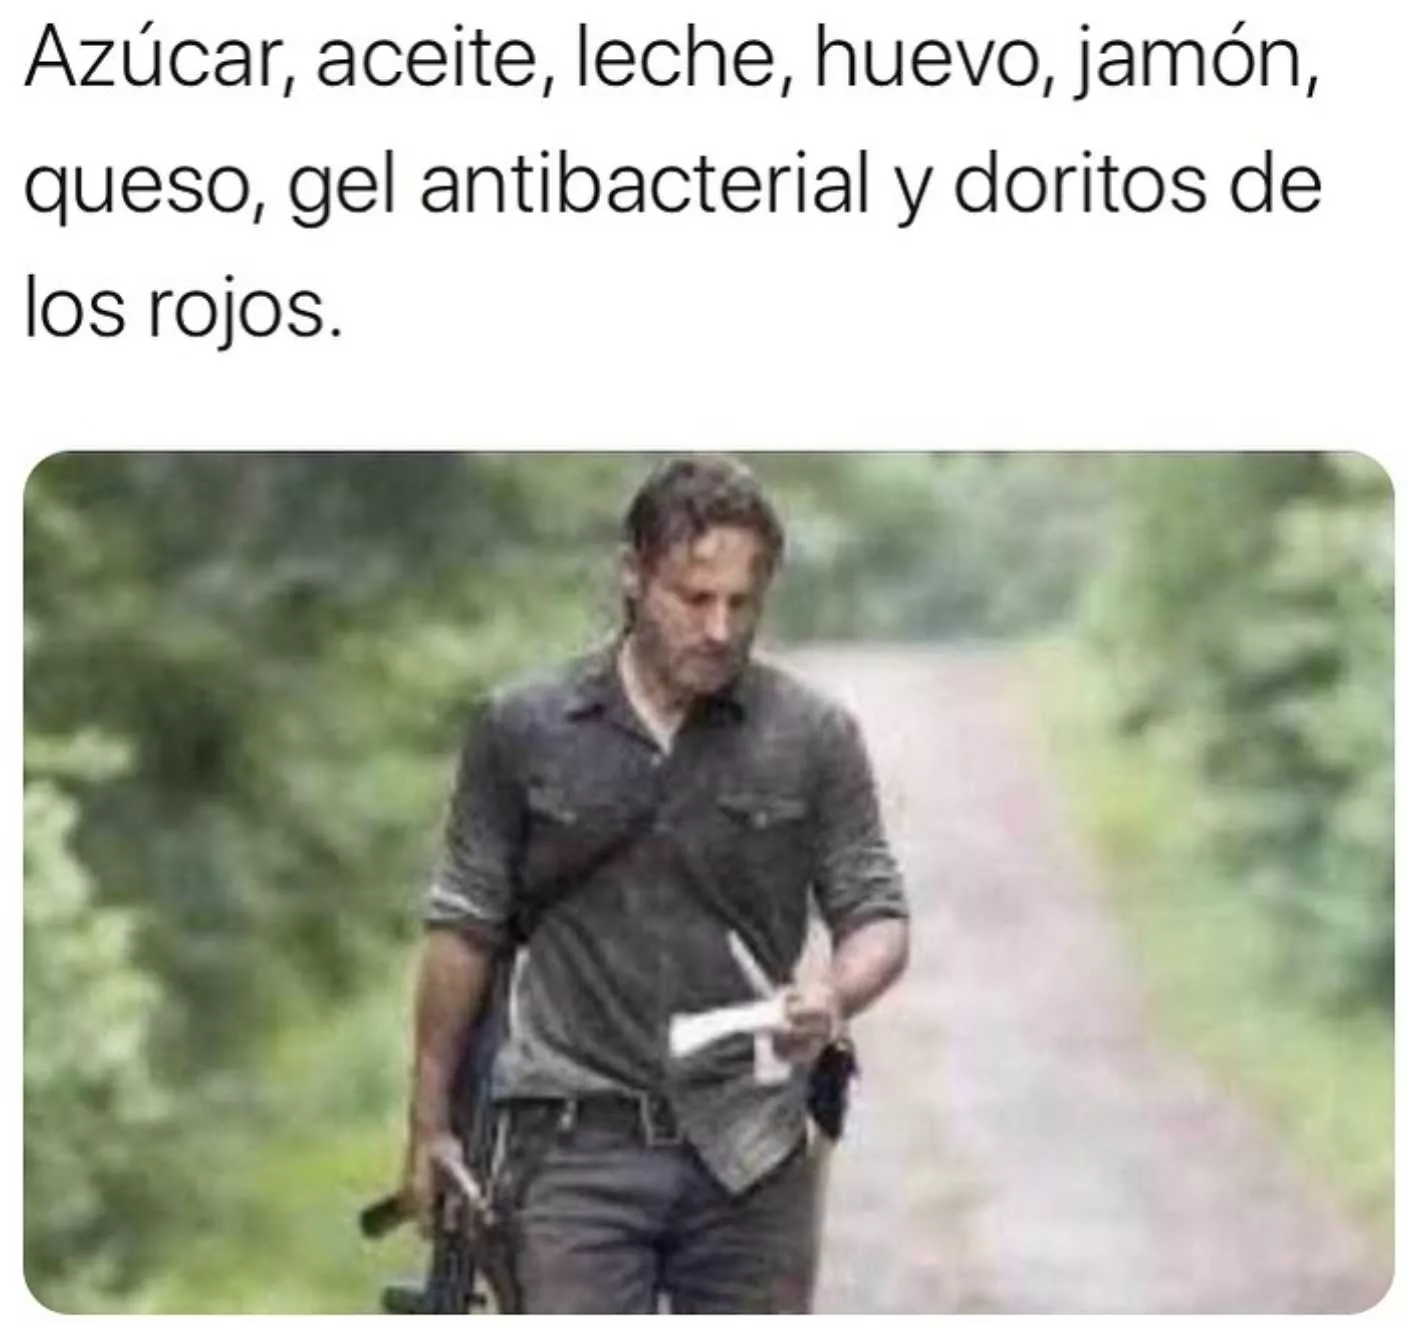 Azúcar, aceite, leche, huevo, jamón,
queso, gel antibacterial y doritos de
los rojos.